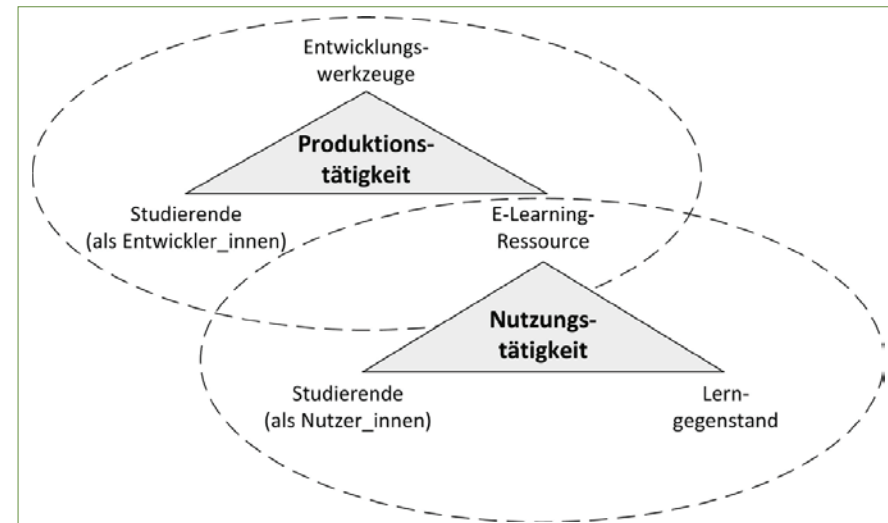 Entwicklungs-
werkzeuge
Produktions-
tätigkeit
Studierende
(als Entwickler_innen)
E-Learning-
Ressource
Nutzungs-
tätigkeit
Studierende
(als Nutzer_innen)
Lern-
gegenstand